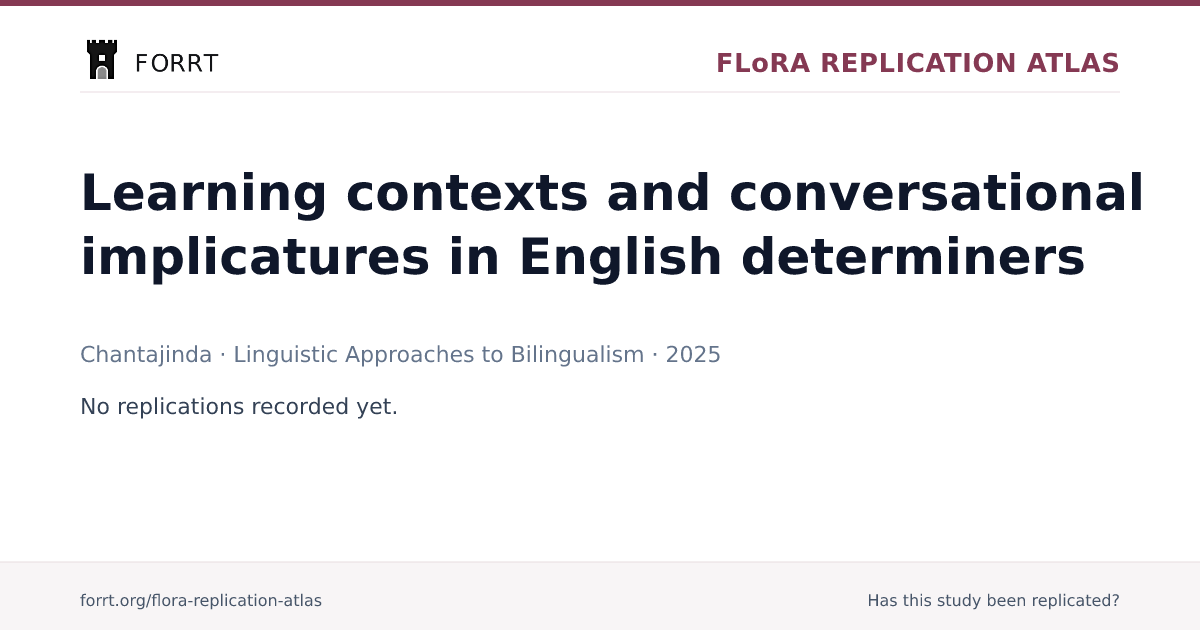 FORRT
FLoRA REPLICATION ATLAS
Learning contexts and conversational
implicatures in English determiners
Chantajinda · Linguistic Approaches to Bilingualism · 2025
No replications recorded yet.
forrt.org/flora-replication-atlas
Has this study been replicated?